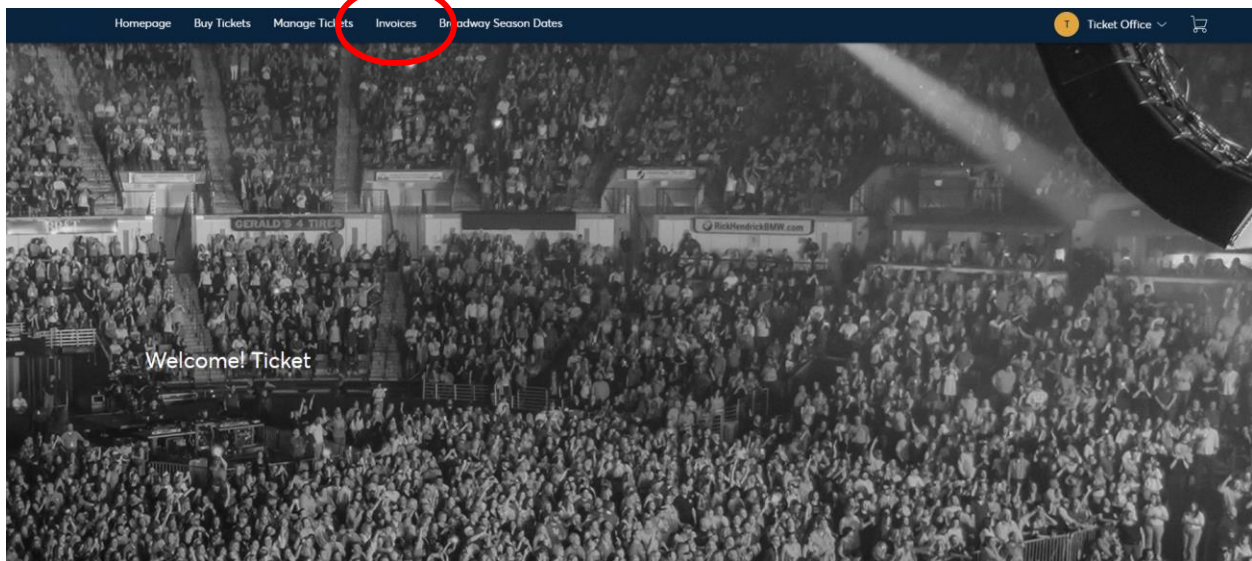 Homepage Buy Tickets Manage Tickets Invoices Broadway Season Dates T Ticket Office
GERALD'S 4 TIRES
RickHendrickBMW.com
Welcome! Ticket